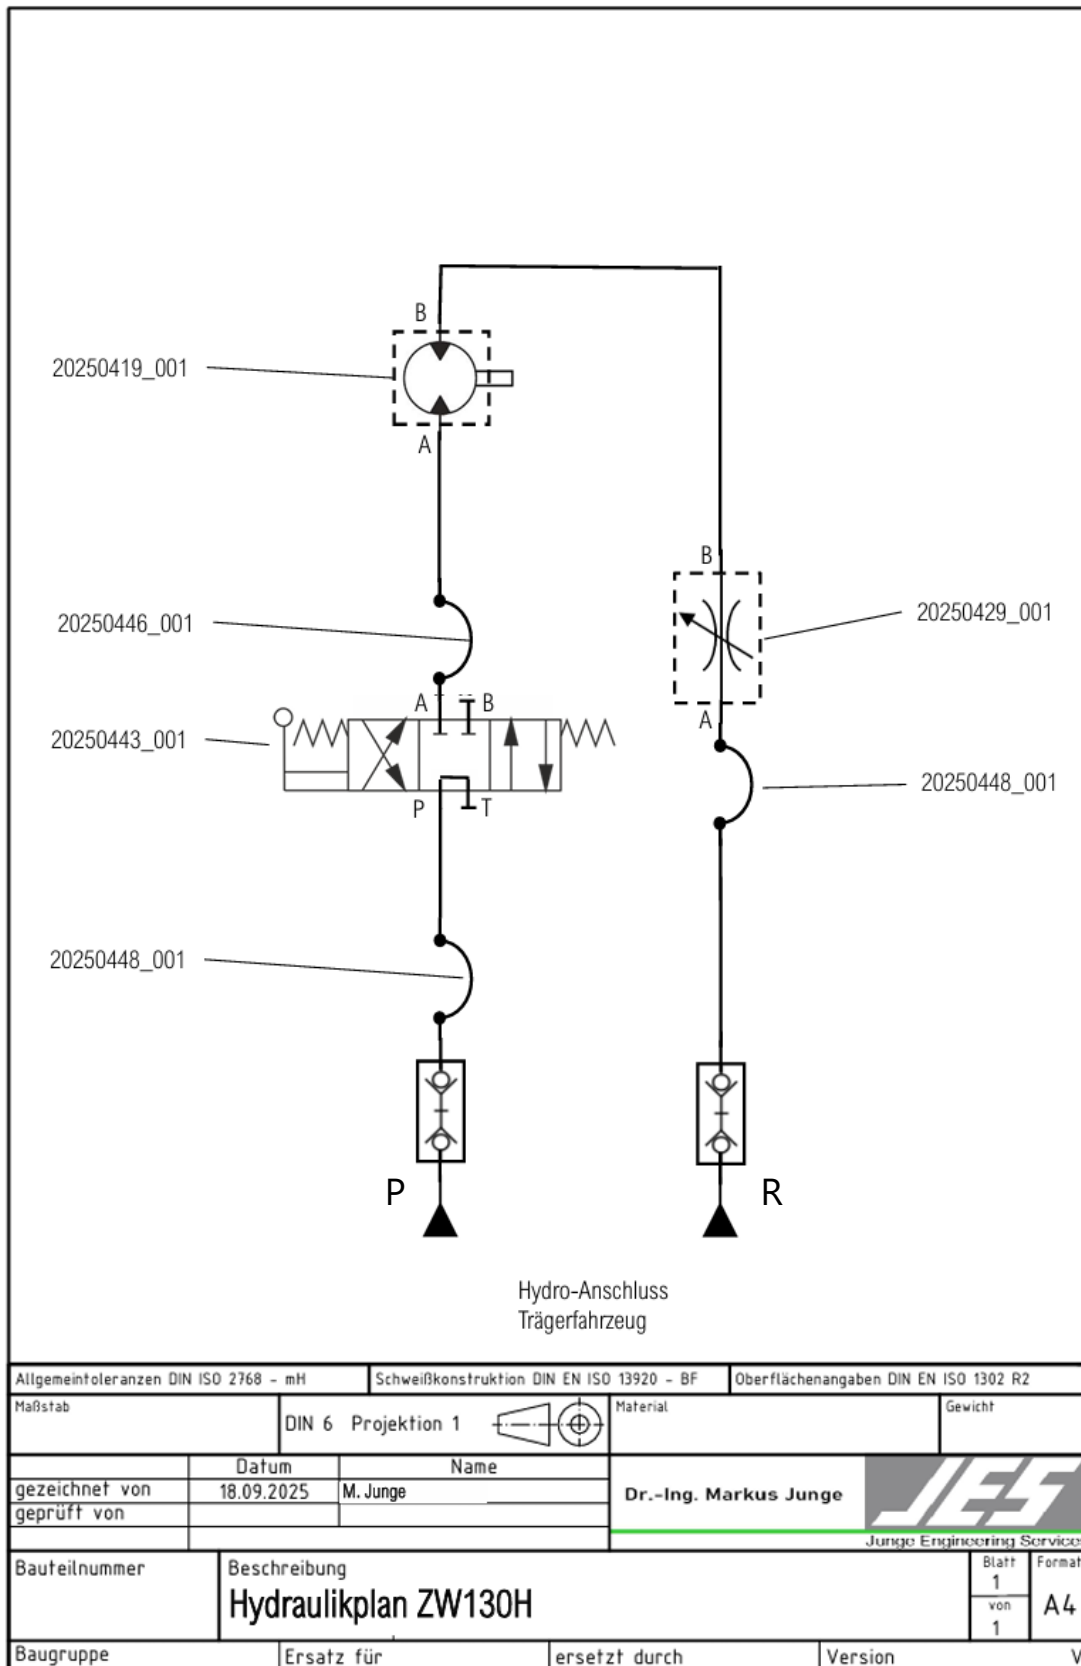 B
20250419_001
A
B
20250446_001
20250429_001
A B
A
20250443_001
20250448_001
P T
20250448_001
P R
Hydro-Anschluss
Trägerfahrzeug
Allgemeintoleranzen DIN ISO 2768 - mH Schweißkonstruktion DIN EN ISO 13920 - BF Oberflächenangaben DIN EN ISO 1302 R2
Maßstab DIN 6 Projektion 1 Material Gewicht
Datum Name
gezeichnet von 18.09.2025 M. Junge
geprüft von
Dr.-Ing. Markus Junge JES
Junge Engineering Services
Bauteilnummer Beschreibung Blatt Format
Hydraulikplan ZW130H 1 A4
von
1
Baugruppe Ersatz für ersetzt durch Version V